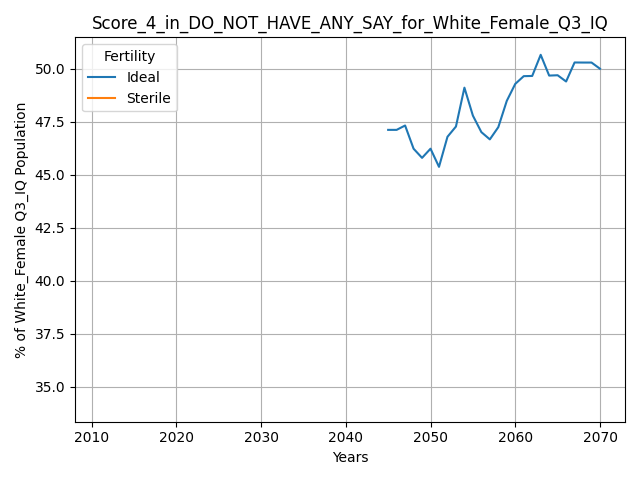 Score_4_in_DO_NOT_HAVE_ANY_SAY_for_White_Female_Q3_IQ
Fertility
Ideal
Sterile
% of White_Female Q3_IQ Population
50.0
47.5
45.0
42.5
40.0
37.5
35.0
2010 2020 2030 2040 2050 2060 2070
Years